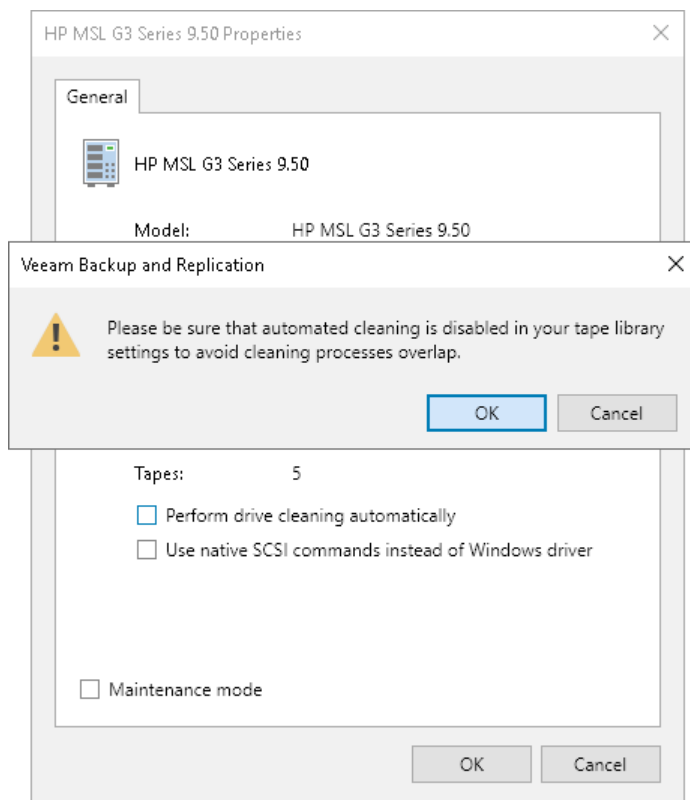 HP MSL G3 Series 9.50 Properties
General
HP MSL G3 Series 9.50
Model: HP MSL G3 Series 9.50
Veeam Backup and Replication
Please be sure that automated cleaning is disabled in your tape library
settings to avoid cleaning processes overlap.
OK Cancel
Tapes: 5
Perform drive cleaning automatically
Use native SCSI commands instead of Windows driver
Maintenance mode
OK Cancel